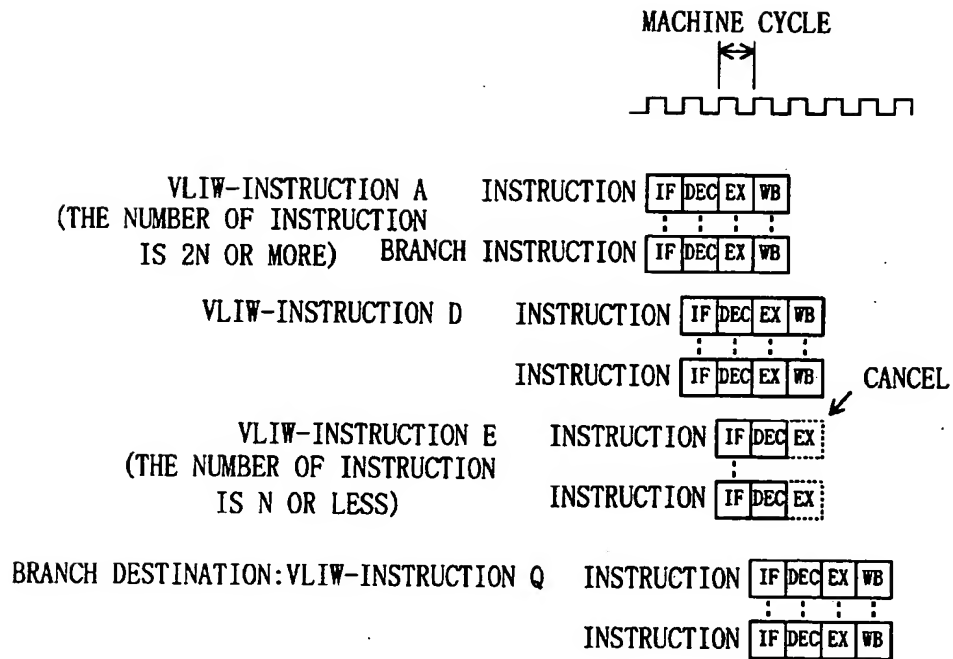 MACHINE CYCLE
VLIW-INSTRUCTION A INSTRUCTION IF DEC EX WB
(THE NUMBER OF INSTRUCTION
IS 2N OR MORE) BRANCH INSTRUCTION IF DEC EX WB
VLIW-INSTRUCTION D INSTRUCTION IF DEC EX WB
INSTRUCTION IF DEC EX WB
CANCEL
VLIW-INSTRUCTION E INSTRUCTION IF DEC EX
(THE NUMBER OF INSTRUCTION
IS N OR LESS) INSTRUCTION IF DEC EX
BRANCH DESTINATION:VLIW-INSTRUCTION Q INSTRUCTION IF DEC EX WB
INSTRUCTION IF DEC EX WB